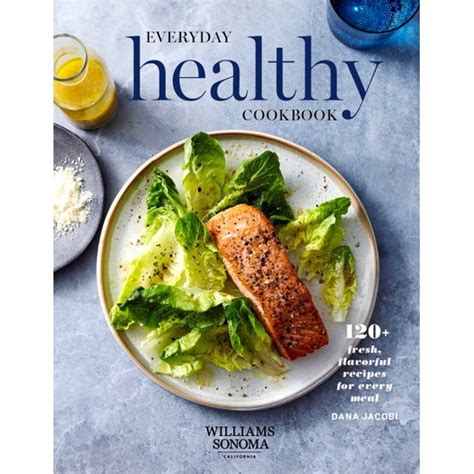 EVERYDAY
healthy
COOKBOOK
120+
fresh,
flavorful
recipes
for every
meal
DANA JACOBI
WILLIAMS
SONOMA
CALIFORNIA